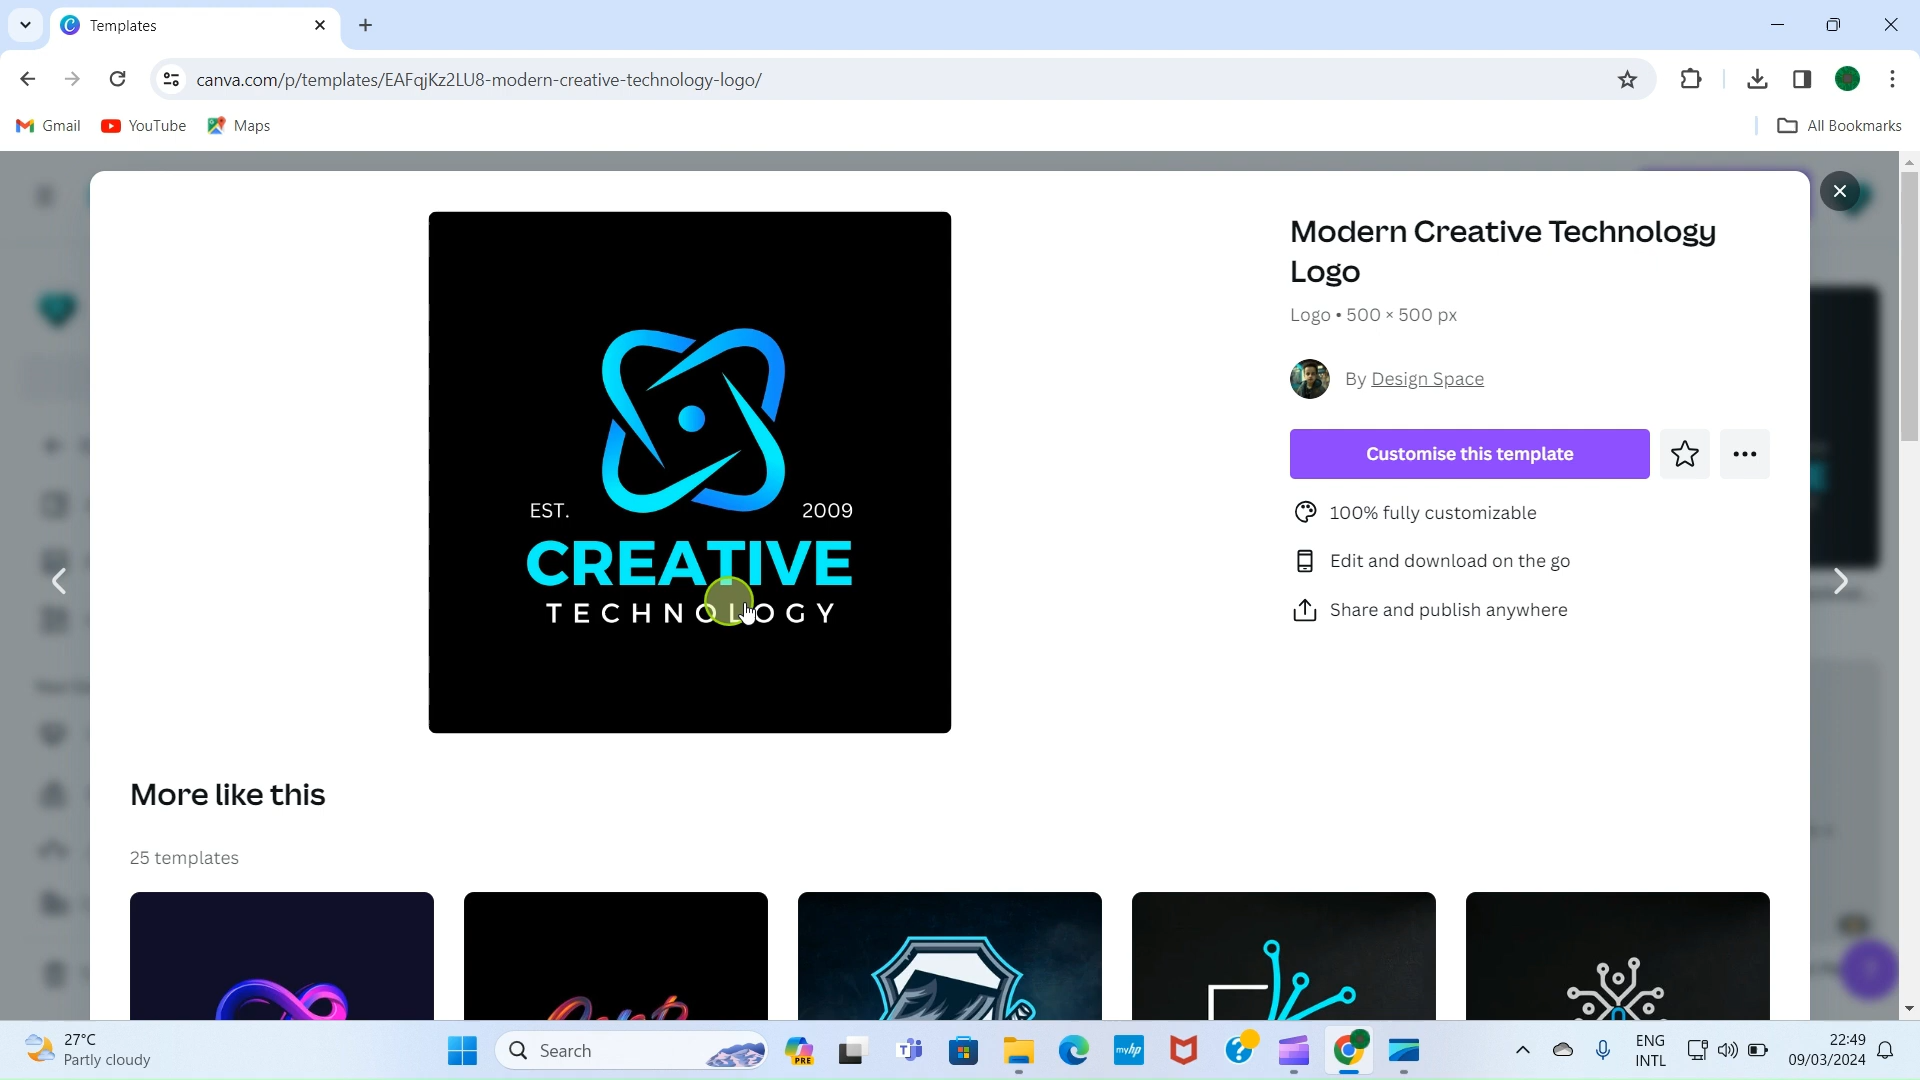 Templates
canva.com/p/templates/EAFqjKz2LU8-modern-creative-technology-logo/
Gmail
YouTube
Maps
All Bookmarks
EST.
2009
CREATIVE
TECHNOLOGY
Modern Creative Technology
Logo
Logo • 500 × 500 px
By Design Space
Customise this template
100% fully customizable
Edit and download on the go
Share and publish anywhere
More like this
25 templates
27°C
Partly cloudy
Search
PRE
myhp
ENG
INTL
22:49
09/03/2024